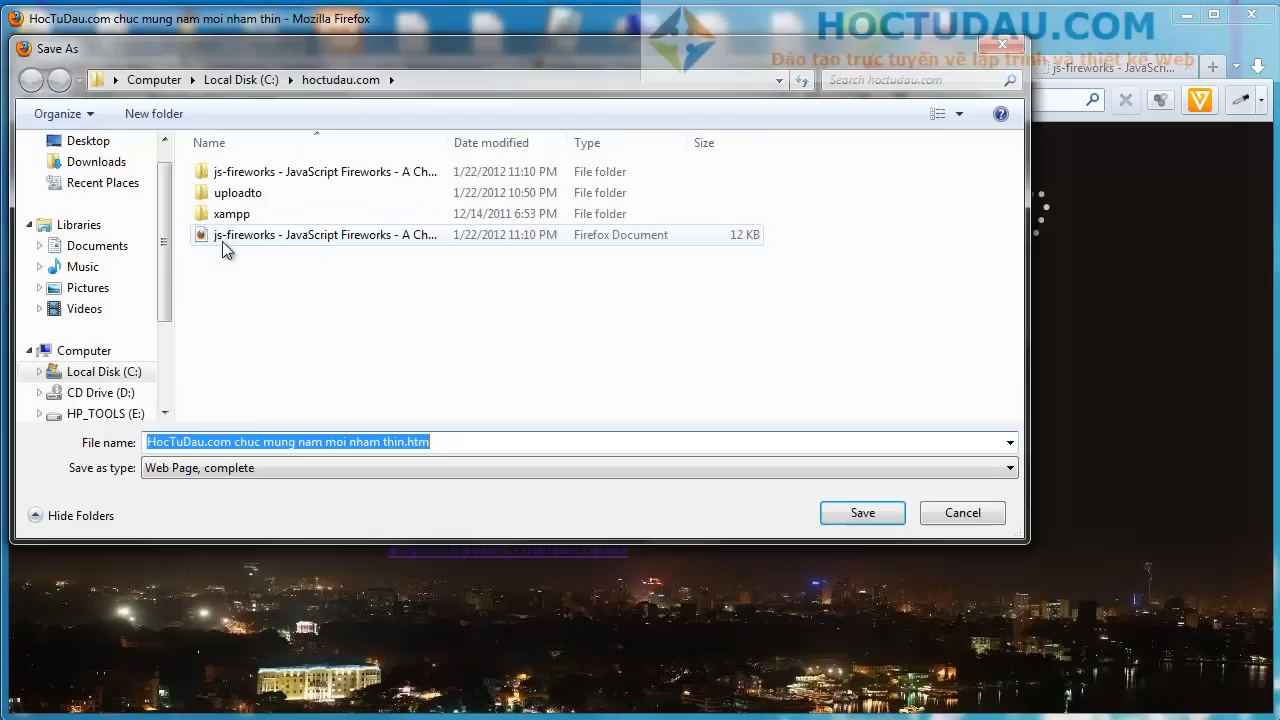 HocTuDau.com chuc mung nam moi nham thin - Mozilla Firefox
HOCTUDAU.COM
Đào tạo trực tuyến về lập trình và thiết kế Web
Save As
js-fireworks - JavaScri...
Computer Local Disk (C:) hoctudau.com
Search hoctudau.com
Organize New folder
Name Date modified Type Size
Desktop
Downloads
Recent Places
Libraries
Documents
Music
Pictures
Videos
Computer
Local Disk (C:)
CD Drive (D:)
HP_TOOLS (E:)
js-fireworks - JavaScript Fireworks - A Ch... 1/22/2012 11:10 PM File folder
uploadto 1/22/2012 10:50 PM File folder
xampp 12/14/2011 6:53 PM File folder
js-fireworks - JavaScript Fireworks - A Ch... 1/22/2012 11:10 PM Firefox Document 12 KB
File name: HocTuDau.com chuc mung nam moi nham thin.htm
Save as type: Web Page, complete
Hide Folders
Save Cancel